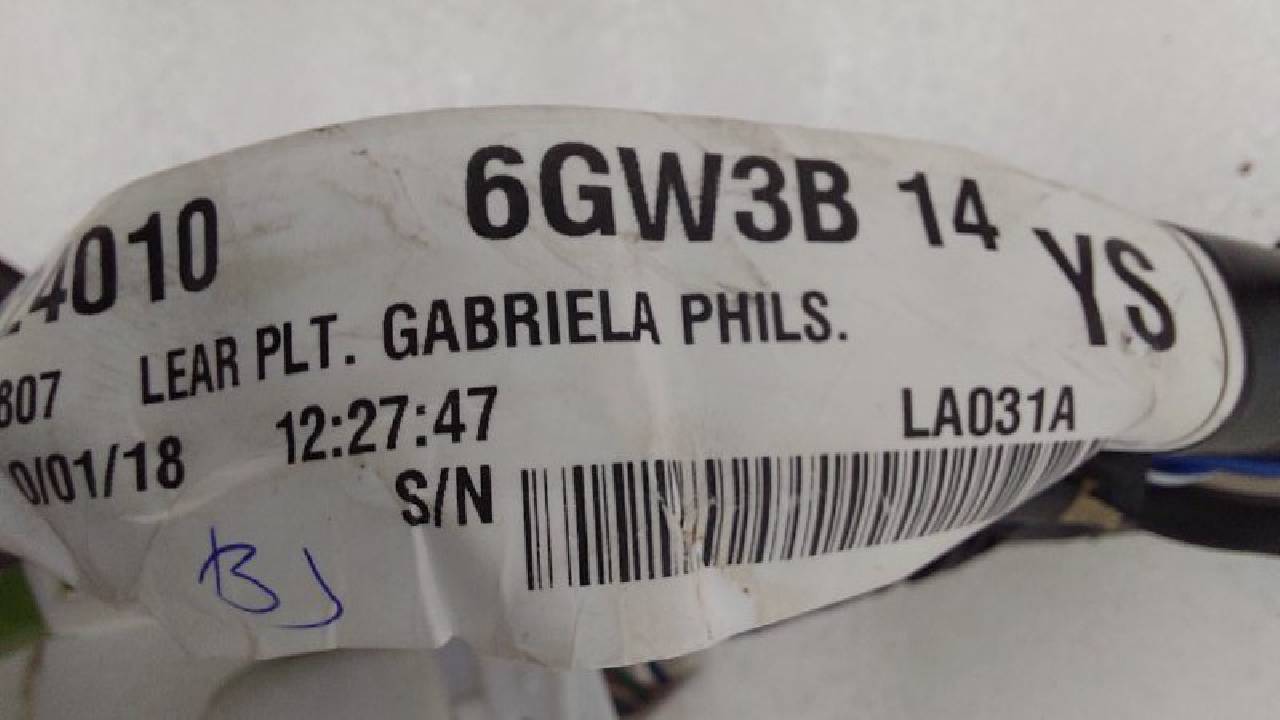 4010 6GW3B 14 YS
807 LEAR PLT. GABRIELA PHILS.
0/01/18 12:27:47 LA031A
S/N
BJ